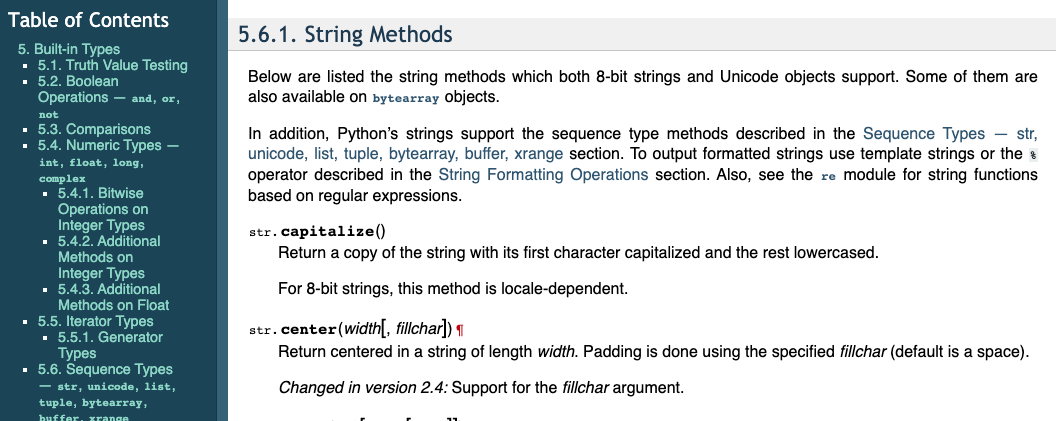 Table of Contents
5. Built-in Types
5.1. Truth Value Testing
5.2. Boolean
Operations — and, or,
not
5.3. Comparisons
5.4. Numeric Types —
int, float, long,
complex
5.4.1. Bitwise
Operations on
Integer Types
5.4.2. Additional
Methods on
Integer Types
5.4.3. Additional
Methods on Float
5.5. Iterator Types
5.5.1. Generator
Types
5.6. Sequence Types
— str, unicode, list,
tuple, bytearray,
buffer, xrange
5.6.1. String Methods
Below are listed the string methods which both 8-bit strings and Unicode objects support. Some of them are
also available on bytearray objects.
In addition, Python’s strings support the sequence type methods described in the Sequence Types — str,
unicode, list, tuple, bytearray, buffer, xrange section. To output formatted strings use template strings or the %
operator described in the String Formatting Operations section. Also, see the re module for string functions
based on regular expressions.
str.capitalize()
Return a copy of the string with its first character capitalized and the rest lowercased.
For 8-bit strings, this method is locale-dependent.
str.center(width[, fillchar]) ¶
Return centered in a string of length width. Padding is done using the specified fillchar (default is a space).
Changed in version 2.4: Support for the fillchar argument.